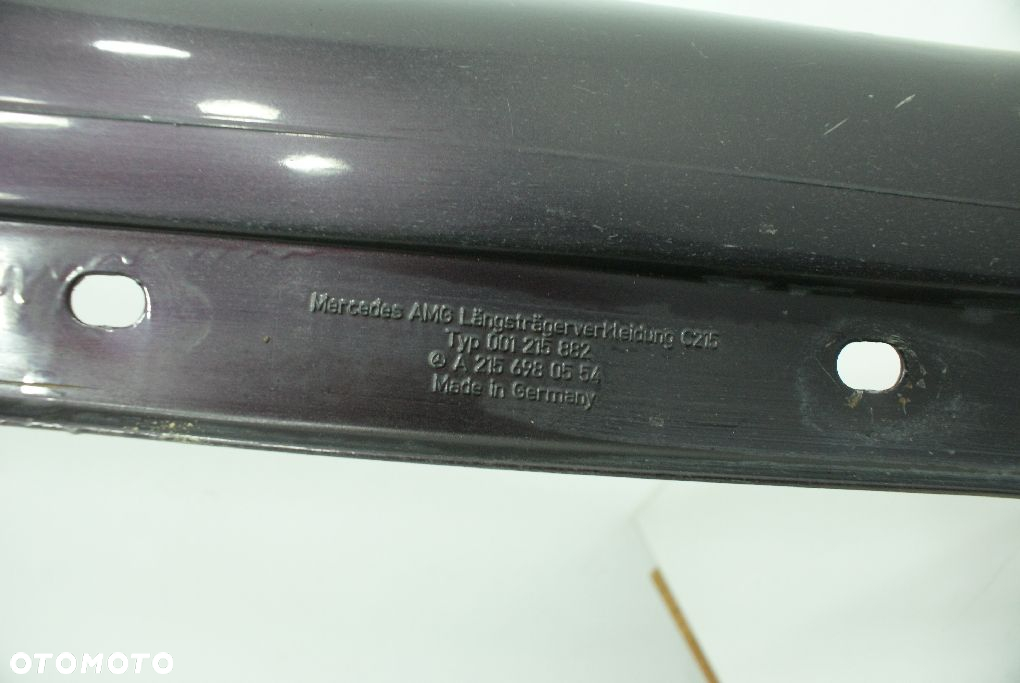 Mercedes AMG Längsträgerverkleidung C215
Typ 001 215 882
A 215 698 05 54
Made in Germany
OTOMOTO